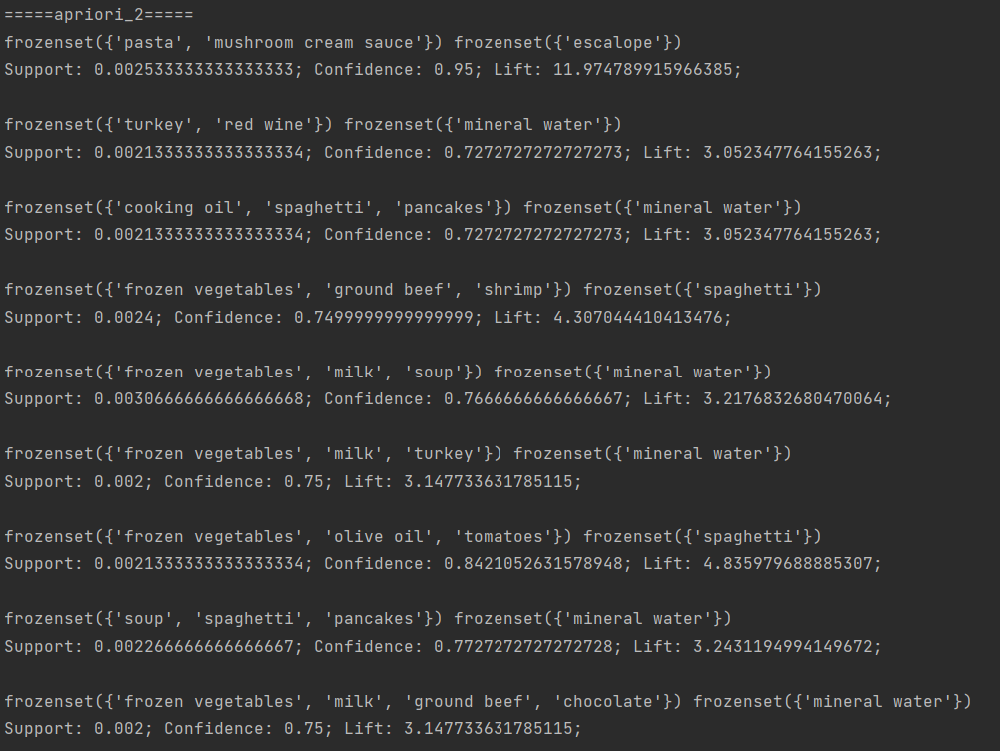 =====apriori_2=====
frozenset({'pasta', 'mushroom cream sauce'}) frozenset({'escalope'})
Support: 0.002533333333333333; Confidence: 0.95; Lift: 11.974789915966385;
frozenset({'turkey', 'red wine'}) frozenset({'mineral water'})
Support: 0.0021333333333333334; Confidence: 0.7272727272727273; Lift: 3.052347764155263;
frozenset({'cooking oil', 'spaghetti', 'pancakes'}) frozenset({'mineral water'})
Support: 0.0021333333333333334; Confidence: 0.7272727272727273; Lift: 3.052347764155263;
frozenset({'frozen vegetables', 'ground beef', 'shrimp'}) frozenset({'spaghetti'})
Support: 0.0024; Confidence: 0.7499999999999999; Lift: 4.307044410413476;
frozenset({'frozen vegetables', 'milk', 'soup'}) frozenset({'mineral water'})
Support: 0.0030666666666666668; Confidence: 0.7666666666666667; Lift: 3.2176832680470064;
frozenset({'frozen vegetables', 'milk', 'turkey'}) frozenset({'mineral water'})
Support: 0.002; Confidence: 0.75; Lift: 3.147733631785115;
frozenset({'frozen vegetables', 'olive oil', 'tomatoes'}) frozenset({'spaghetti'})
Support: 0.0021333333333333334; Confidence: 0.8421052631578948; Lift: 4.835979688885307;
frozenset({'soup', 'spaghetti', 'pancakes'}) frozenset({'mineral water'})
Support: 0.002266666666666667; Confidence: 0.7727272727272728; Lift: 3.2431194994149672;
frozenset({'frozen vegetables', 'milk', 'ground beef', 'chocolate'}) frozenset({'mineral water'})
Support: 0.002; Confidence: 0.75; Lift: 3.147733631785115;